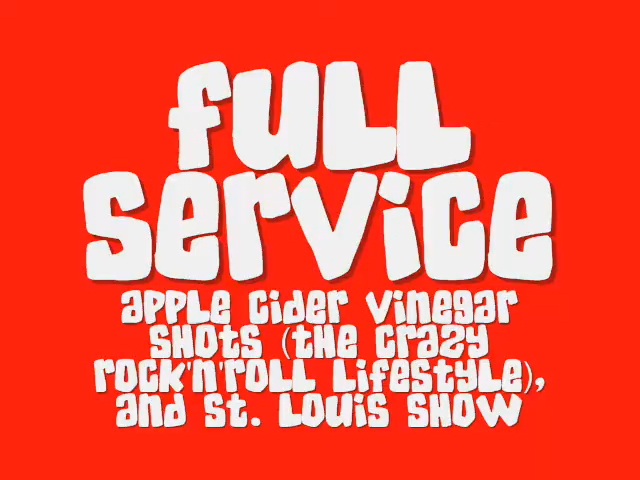 full
service
apple cider vinegar
shots (the crazy
rock'n'roll lifestyle),
and st. Louis show